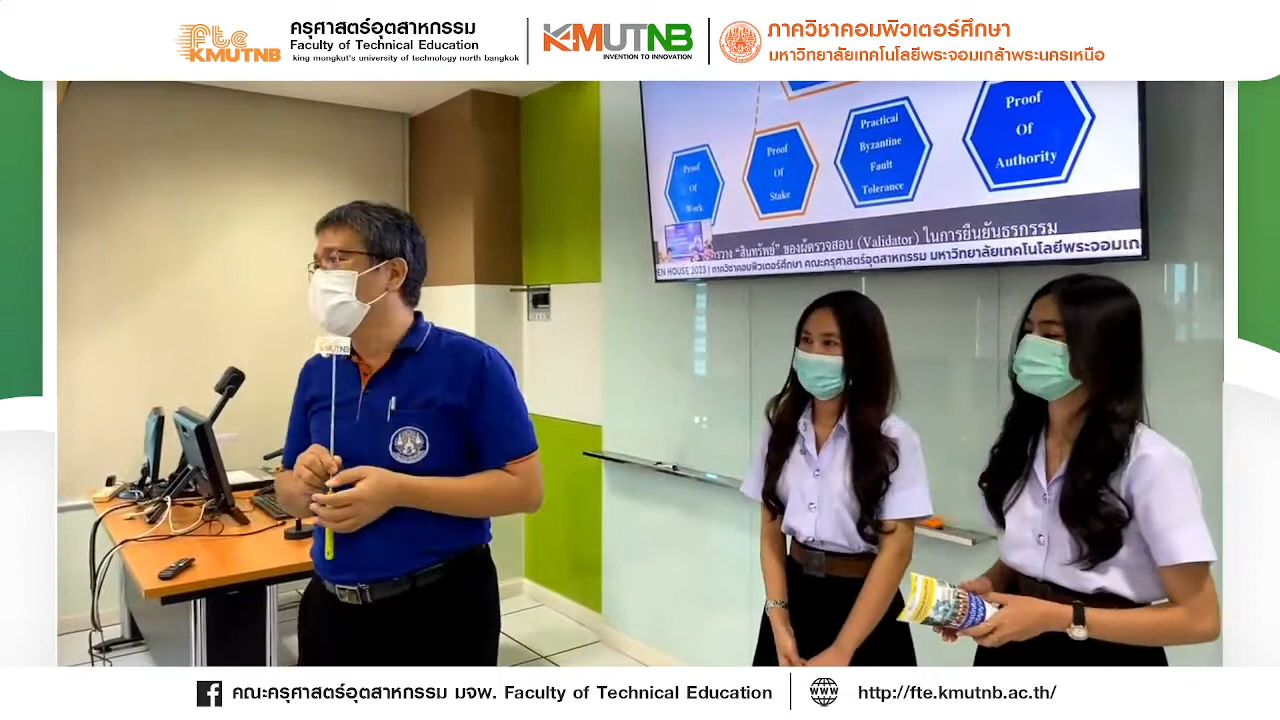 fte
KMUTNB
ครุศาสตร์อุตสาหกรรม
Faculty of Technical Education
king mongkut's university of technology north bangkok
KMUTNB
INVENTION TO INNOVATION
ภาควิชาคอมพิวเตอร์ศึกษา
มหาวิทยาลัยเทคโนโลยีพระจอมเกล้าพระนครเหนือ
Proof
Of
Work
Proof
Of
Stake
Practical
Byzantine
Fault
Tolerance
Proof
Of
Authority
วาง "สินทรัพย์" ของผู้ตรวจสอบ (Validator) ในการยืนยันธุรกรรม
EN HOUSE 2023 | ภาควิชาคอมพิวเตอร์ศึกษา คณะครุศาสตร์อุตสาหกรรม มหาวิทยาลัยเทคโนโลยีพระจอมเก
KMUTNB
คณะครุศาสตร์อุตสาหกรรม มจพ. Faculty of Technical Education
www
http://fte.kmutnb.ac.th/